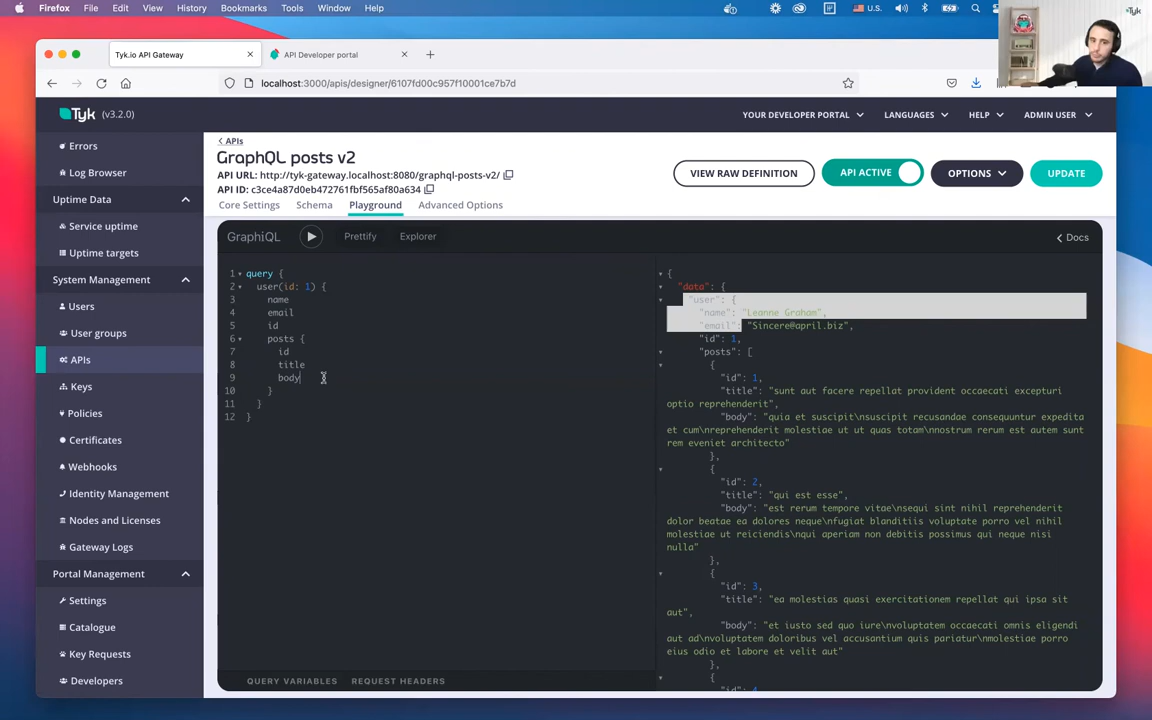 Firefox File Edit View History Bookmarks Tools Window Help U.S.
Tyk
Tyk.io API Gateway
API Developer portal
localhost:3000/apis/designer/6107fd00c957f10001ce7b7d
Tyk (v3.2.0)
YOUR DEVELOPER PORTAL LANGUAGES HELP ADMIN USER
Errors
Log Browser
Uptime Data
Service uptime
Uptime targets
System Management
Users
User groups
APIs
Keys
Policies
Certificates
Webhooks
Identity Management
Nodes and Licenses
Gateway Logs
Portal Management
Settings
Catalogue
Key Requests
Developers
< APIs
GraphQL posts v2
API URL: http://tyk-gateway.localhost:8080/graphql-posts-v2/
API ID: c3ce4a87d0eb472761fbf565af80a634
VIEW RAW DEFINITION
API ACTIVE
OPTIONS
UPDATE
Core Settings Schema Playground Advanced Options
GraphiQL Prettify Explorer
< Docs
1 query {
2 user(id: 1) {
3 name
4 email
5 id
6 posts {
7 id
8 title
9 body
10 }
11 }
12 }
{
"data": {
"user": {
"name": "Leanne Graham",
"email": "Sincere@april.biz",
"id": 1,
"posts": [
{
"id": 1,
"title": "sunt aut facere repellat provident occaecati excepturi
optio reprehenderit",
"body": "quia et suscipit\nsuscipit recusandae consequuntur expedita
et cum\nreprehenderit molestiae ut ut quas totam\nnostrum rerum est autem sunt
rem eveniet architecto"
},
{
"id": 2,
"title": "qui est esse",
"body": "est rerum tempore vitae\nsequi sint nihil reprehenderit
dolor beatae ea dolores neque\nfugiat blanditiis voluptate porro vel nihil
molestiae ut reiciendis\nqui aperiam non debitis possimus qui neque nisi
nulla"
},
{
"id": 3,
"title": "ea molestias quasi exercitationem repellat qui ipsa sit
aut",
"body": "et iusto sed quo iure\nvoluptatem occaecati omnis eligendi
aut ad\nvoluptatem doloribus vel accusantium quis pariatur\nmolestiae porro
eius odio et labore et velit aut"
},
{
QUERY VARIABLES REQUEST HEADERS